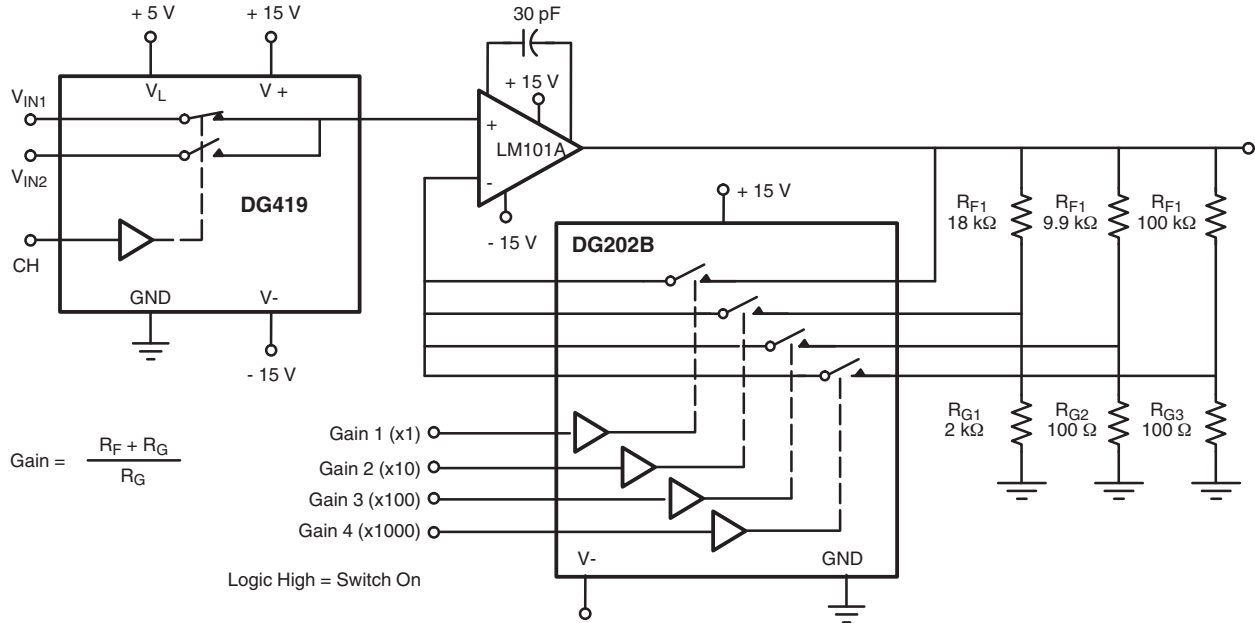 + 5 V
+ 15 V
30 pF
V_L
V +
+ 15 V
V_IN1
+
LM101A
-
V_IN2
DG419
+ 15 V
- 15 V
R_F1
18 kΩ
R_F1
9.9 kΩ
R_F1
100 kΩ
DG202B
CH
GND
V-
- 15 V
R_G1
2 kΩ
R_G2
100 Ω
R_G3
100 Ω
Gain 1 (x1)
Gain = R_F + R_G
R_G
Gain 2 (x10)
Gain 3 (x100)
Gain 4 (x1000)
V-
GND
Logic High = Switch On